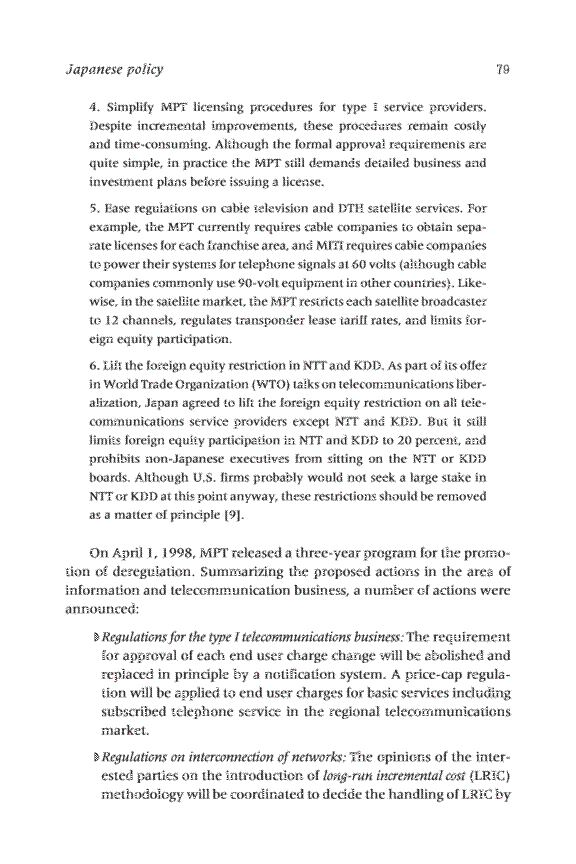 Japanese policy 79
4. Simplify MPT licensing procedures for type I service providers.
Despite incremental improvements, these procedures remain costly
and time-consuming. Although the formal approval requirements are
quite simple, in practice the MPT still demands detailed business and
investment plans before issuing a license.
5. Ease regulations on cable television and DTH satellite services. For
example, the MPT currently requires cable companies to obtain sepa-
rate licenses for each franchise area, and MITI requires cable companies
to power their systems for telephone signals at 60 volts (although cable
companies commonly use 90-volt equipment in other countries). Like-
wise, in the satellite market, the MPT restricts each satellite broadcaster
to 12 channels, regulates transponder lease tariff rates, and limits for-
eign equity participation.
6. Lift the foreign equity restriction in NTT and KDD. As part of its offer
in World Trade Organization (WTO) talks on telecommunications liber-
alization, Japan agreed to lift the foreign equity restriction on all tele-
communications service providers except NTT and KDD. But it still
limits foreign equity participation in NTT and KDD to 20 percent, and
prohibits non-Japanese executives from sitting on the NTT or KDD
boards. Although U.S. firms probably would not seek a large stake in
NTT or KDD at this point anyway, these restrictions should be removed
as a matter of principle [9].
On April 1, 1998, MPT released a three-year program for the promo-
tion of deregulation. Summarizing the proposed actions in the area of
information and telecommunication business, a number of actions were
announced:
Regulations for the type I telecommunications business: The requirement
for approval of each end user charge change will be abolished and
replaced in principle by a notification system. A price-cap regula-
tion will be applied to end user charges for basic services including
subscribed telephone service in the regional telecommunications
market.
Regulations on interconnection of networks: The opinions of the inter-
ested parties on the introduction of long-run incremental cost (LRIC)
methodology will be coordinated to decide the handling of LRIC by